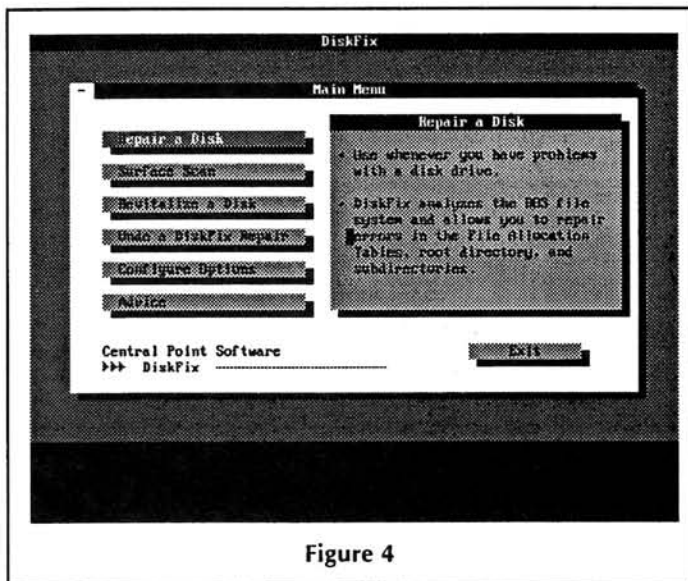 DiskFix
Main Menu
epair a Disk
Surface Scan
Revitalize a Disk
Undo a DiskFix Repair
Configure Options
Advice
Repair a Disk
• Use whenever you have problems
with a disk drive.
• DiskFix analyzes the DOS file
system and allows you to repair
errors in the File Allocation
Tables, root directory, and
subdirectories.
Central Point Software
▶▶▶ DiskFix
Exit
Figure 4